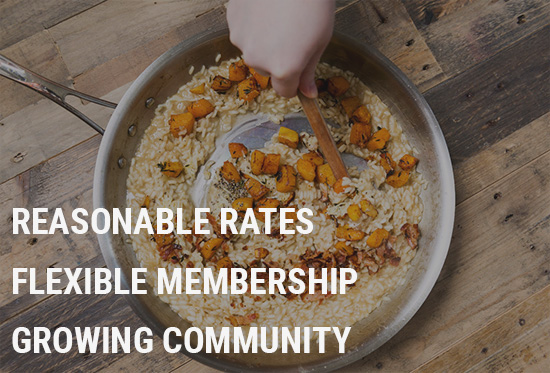 REASONABLE RATES
FLEXIBLE MEMBERSHIP
GROWING COMMUNITY